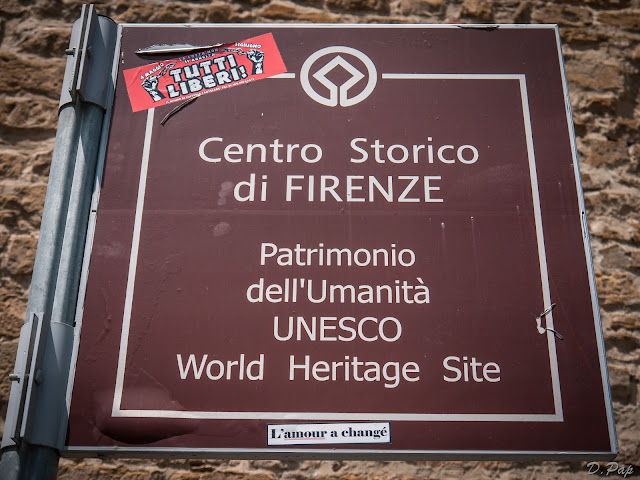 TUTTI
LIBERI!
Centro Storico
di FIRENZE
Patrimonio
dell'Umanità
UNESCO
World Heritage Site
L'amour a changé
D.Pap